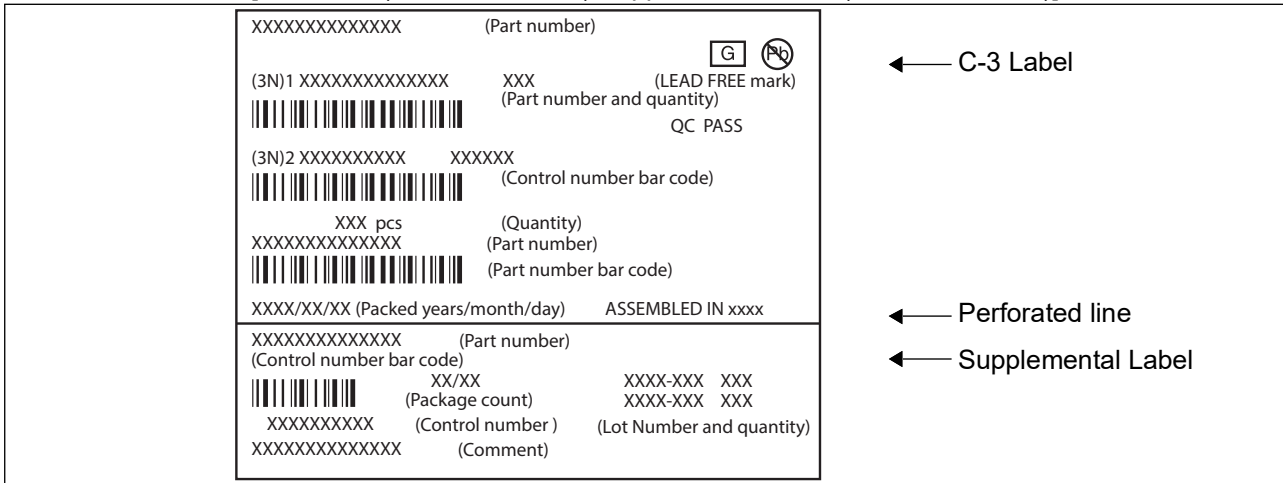 XXXXXXXXXXXXXX (Part number)
G Pb
C-3 Label
(3N)1 XXXXXXXXXXXXXX XXX (LEAD FREE mark)
(Part number and quantity)
QC PASS
(3N)2 XXXXXXXXXX XXXXXX
(Control number bar code)
XXX pcs (Quantity)
XXXXXXXXXXXXXX (Part number)
(Part number bar code)
XXXX/XX/XX (Packed years/month/day) ASSEMBLED IN xxxx
Perforated line
XXXXXXXXXXXXXX (Part number)
(Control number bar code)
Supplemental Label
XX/XX XXXX-XXX XXX
(Package count) XXXX-XXX XXX
XXXXXXXXXX (Control number ) (Lot Number and quantity)
XXXXXXXXXXXXXX (Comment)